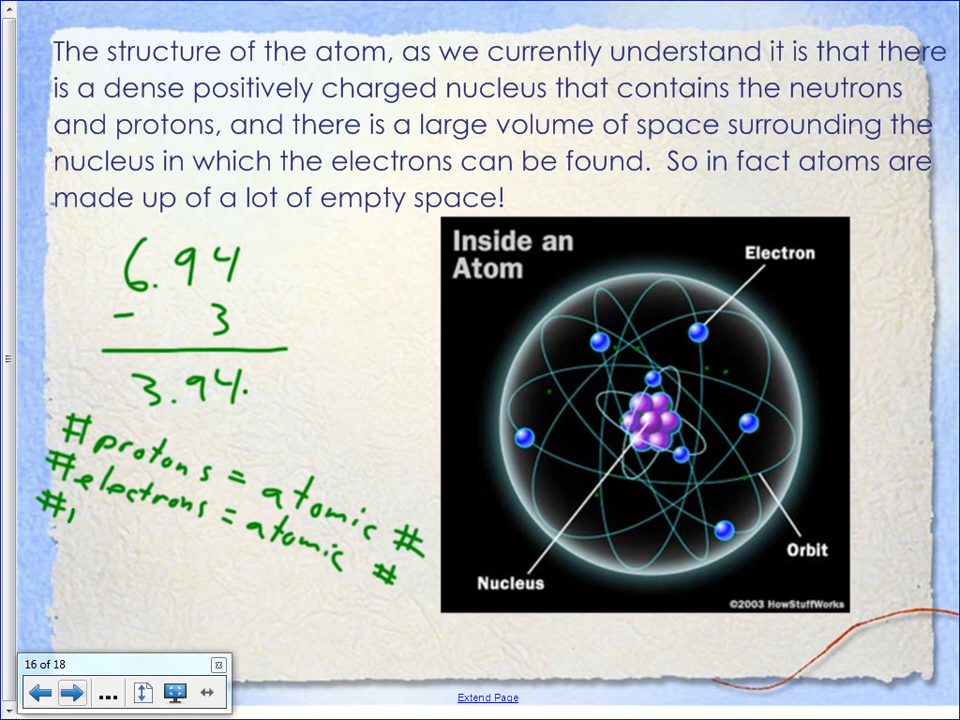 The structure of the atom, as we currently understand it is that there
is a dense positively charged nucleus that contains the neutrons
and protons, and there is a large volume of space surrounding the
nucleus in which the electrons can be found.  So in fact atoms are
made up of a lot of empty space!
6.94
- 3
3.94.
#protons = atomic #
#electrons = atomic #
#
Inside an
Atom
Electron
Orbit
Nucleus
©2003 HowStuffWorks
16 of 18
...
Extend Page